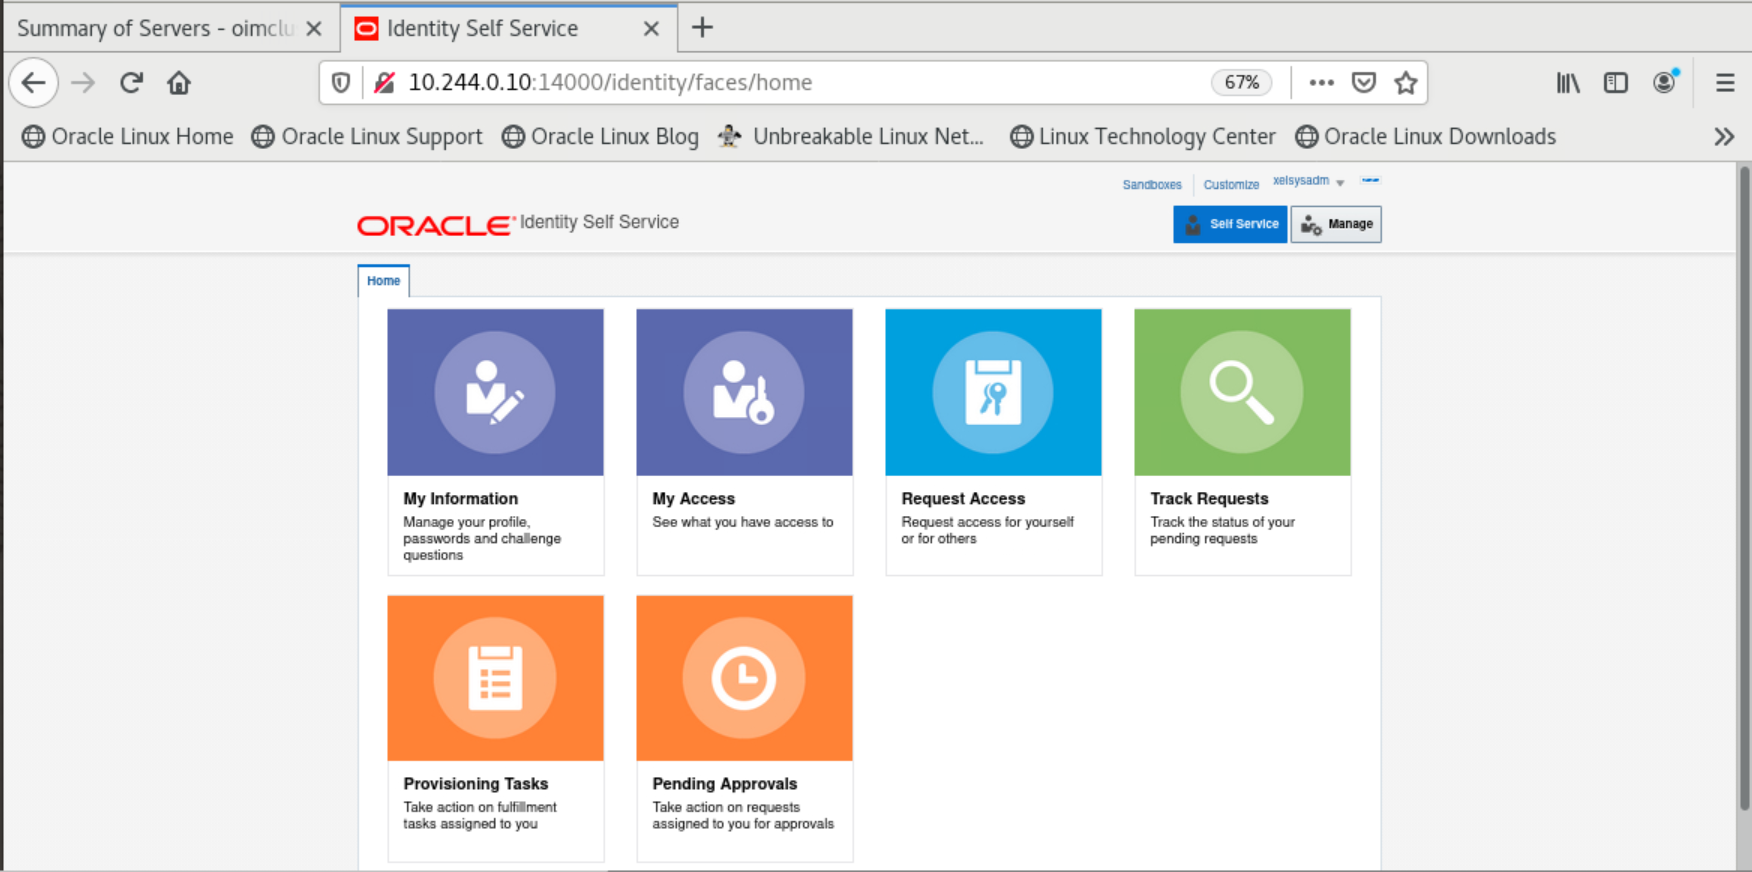 Summary of Servers - oimclu
Identity Self Service
10.244.0.10:14000/identity/faces/home
67%
Oracle Linux Home
Oracle Linux Support
Oracle Linux Blog
Unbreakable Linux Net...
Linux Technology Center
Oracle Linux Downloads
Sandboxes
Customize
xelsysadm
ORACLE Identity Self Service
Self Service
Manage
Home
My Information
Manage your profile,
passwords and challenge
questions
My Access
See what you have access to
Request Access
Request access for yourself
or for others
Track Requests
Track the status of your
pending requests
Provisioning Tasks
Take action on fulfillment
tasks assigned to you
Pending Approvals
Take action on requests
assigned to you for approvals